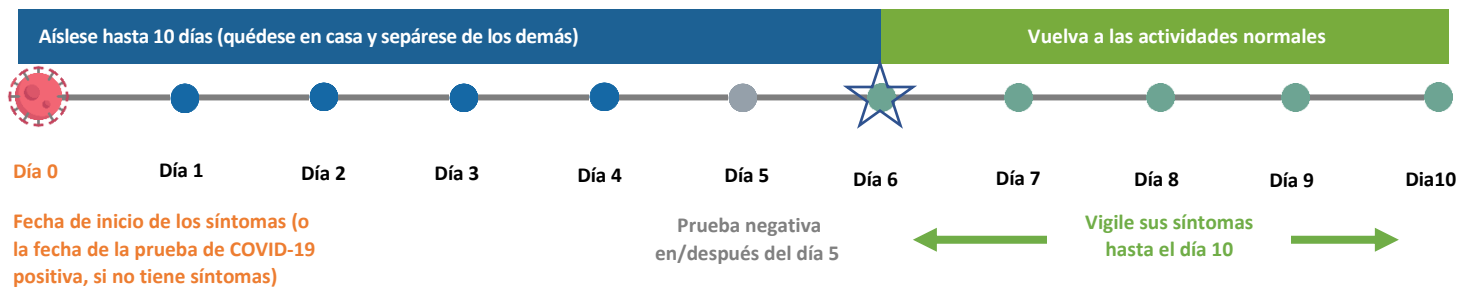 Aíslese hasta 10 días (quédese en casa y sepárese de los demás)
Vuelva a las actividades normales
Día 0
Día 1
Día 2
Día 3
Día 4
Día 5
Día 6
Día 7
Día 8
Día 9
Dia10
Fecha de inicio de los síntomas (o
la fecha de la prueba de COVID-19
positiva, si no tiene síntomas)
Prueba negativa
en/después del día 5
Vigile sus síntomas
hasta el día 10